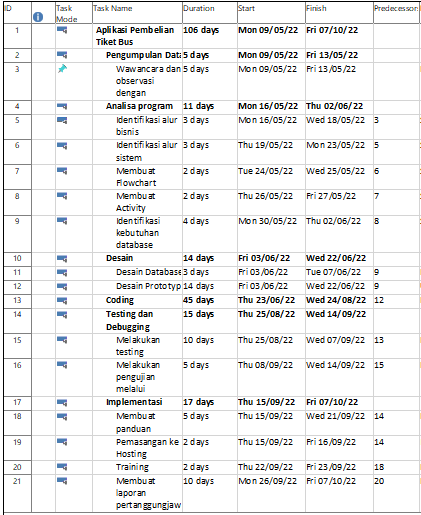 ID Task Mode Task Name Duration Start Finish Predecessors
1 Aplikasi Pembelian Tiket Bus 106 days Mon 09/05/22 Fri 07/10/22
2 Pengumpulan Data 5 days Mon 09/05/22 Fri 13/05/22
3 Wawancara dan observasi dengan 5 days Mon 09/05/22 Fri 13/05/22
4 Analisa program 11 days Mon 16/05/22 Thu 02/06/22
5 Identifikasi alur bisnis 3 days Mon 16/05/22 Wed 18/05/22 3
6 Identifikasi alur sistem 3 days Thu 19/05/22 Mon 23/05/22 5
7 Membuat Flowchart 2 days Tue 24/05/22 Wed 25/05/22 6
8 Membuat Activity 2 days Thu 26/05/22 Fri 27/05/22 7
9 Identifikasi kebutuhan database 4 days Mon 30/05/22 Thu 02/06/22 8
10 Desain 14 days Fri 03/06/22 Wed 22/06/22
11 Desain Database 3 days Fri 03/06/22 Tue 07/06/22 9
12 Desain Prototyp 14 days Fri 03/06/22 Wed 22/06/22 9
13 Coding 45 days Thu 23/06/22 Wed 24/08/22 12
14 Testing dan Debugging 15 days Thu 25/08/22 Wed 14/09/22
15 Melakukan testing 10 days Thu 25/08/22 Wed 07/09/22 13
16 Melakukan pengujian melalui 5 days Thu 08/09/22 Wed 14/09/22 15
17 Implementasi 17 days Thu 15/09/22 Fri 07/10/22
18 Membuat panduan 5 days Thu 15/09/22 Wed 21/09/22 14
19 Pemasangan ke Hosting 2 days Thu 15/09/22 Fri 16/09/22 14
20 Training 2 days Thu 22/09/22 Fri 23/09/22 18
21 Membuat laporan pertanggungjaw 10 days Mon 26/09/22 Fri 07/10/22 20